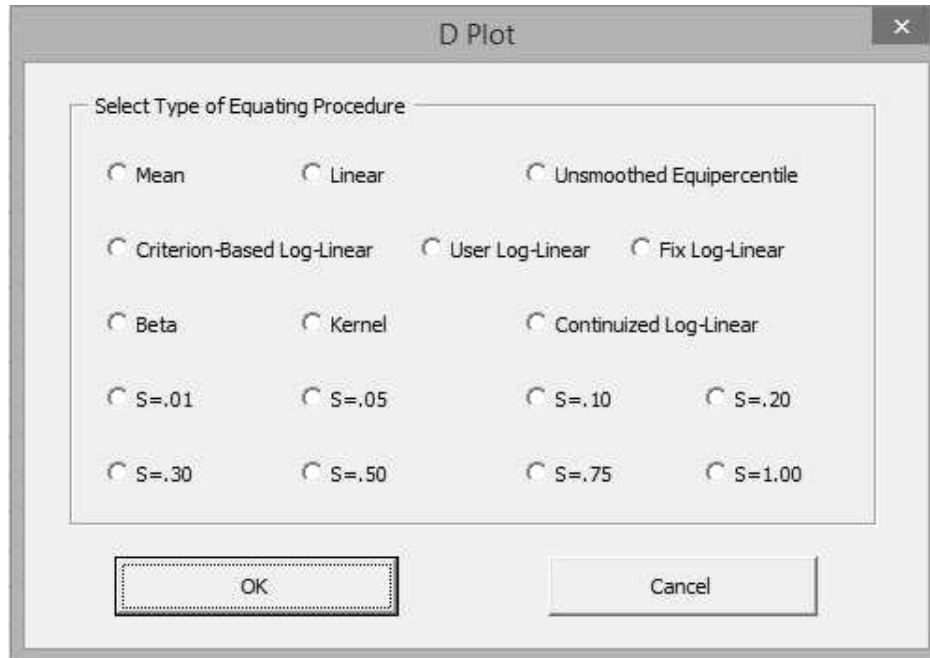 D Plot
Select Type of Equating Procedure
Mean Linear Unsmoothed Equipercentile
Criterion-Based Log-Linear User Log-Linear Fix Log-Linear
Beta Kernel Continuized Log-Linear
S=.01 S=.05 S=.10 S=.20
S=.30 S=.50 S=.75 S=1.00
OK Cancel